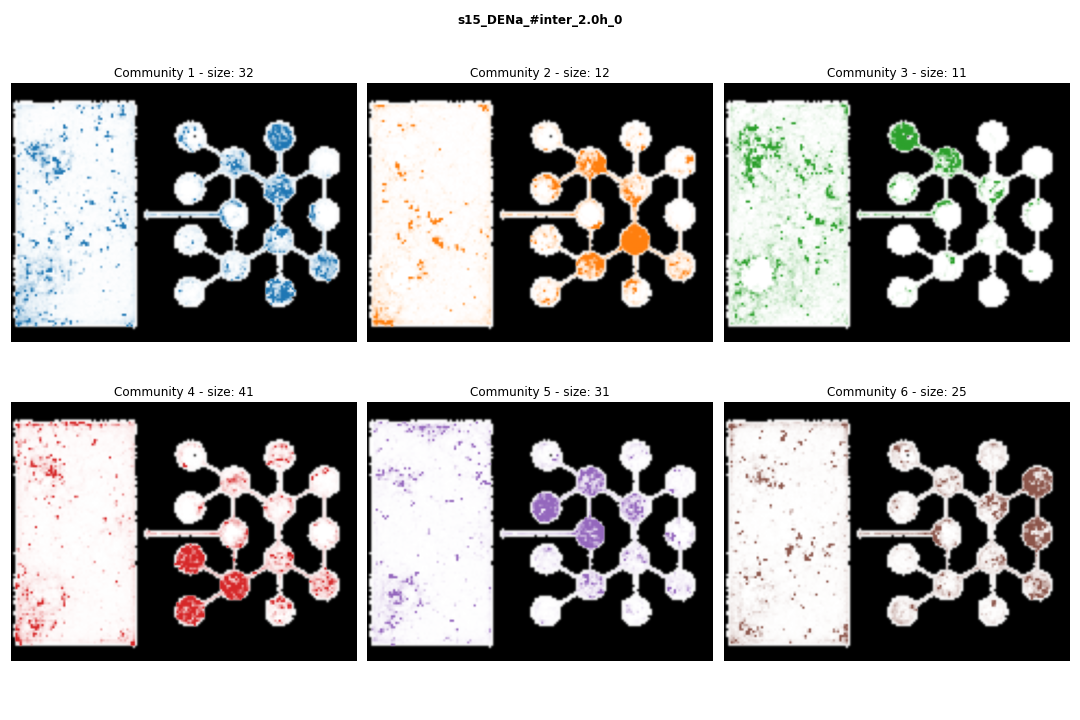 s15_DENa_#inter_2.0h_0
Community 1 - size: 32
Community 2 - size: 12
Community 3 - size: 11
Community 4 - size: 41
Community 5 - size: 31
Community 6 - size: 25